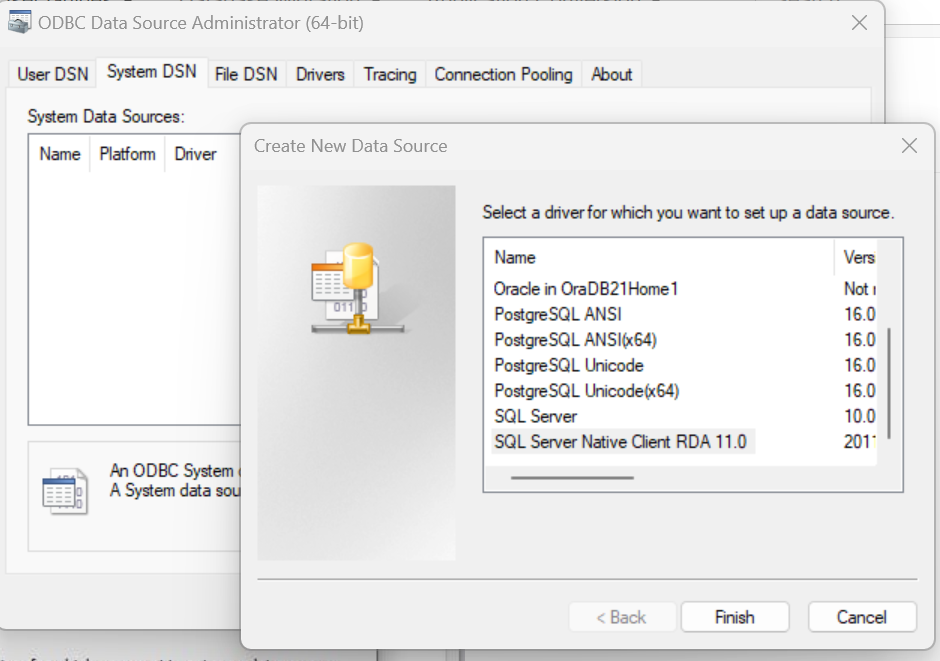 ODBC Data Source Administrator (64-bit)
User DSN System DSN File DSN Drivers Tracing Connection Pooling About
System Data Sources:
Name Platform Driver
An ODBC System
A System data sou
Create New Data Source
Select a driver for which you want to set up a data source.
Name Vers
Oracle in OraDB21Home1 Not
PostgreSQL ANSI 16.0
PostgreSQL ANSI(x64) 16.0
PostgreSQL Unicode 16.0
PostgreSQL Unicode(x64) 16.0
SQL Server 10.0
SQL Server Native Client RDA 11.0 2011
< Back Finish Cancel